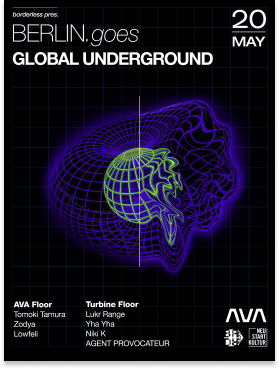 borderless pres.
BERLIN.goes
GLOBAL UNDERGROUND
20
MAY
AVA Floor
Tomoki Tamura
Zodya
Lowfeli
Turbine Floor
Lukr Range
Yha Yha
Niki K
AGENT PROVOCATEUR
AVA
NEU
START
KULTUR